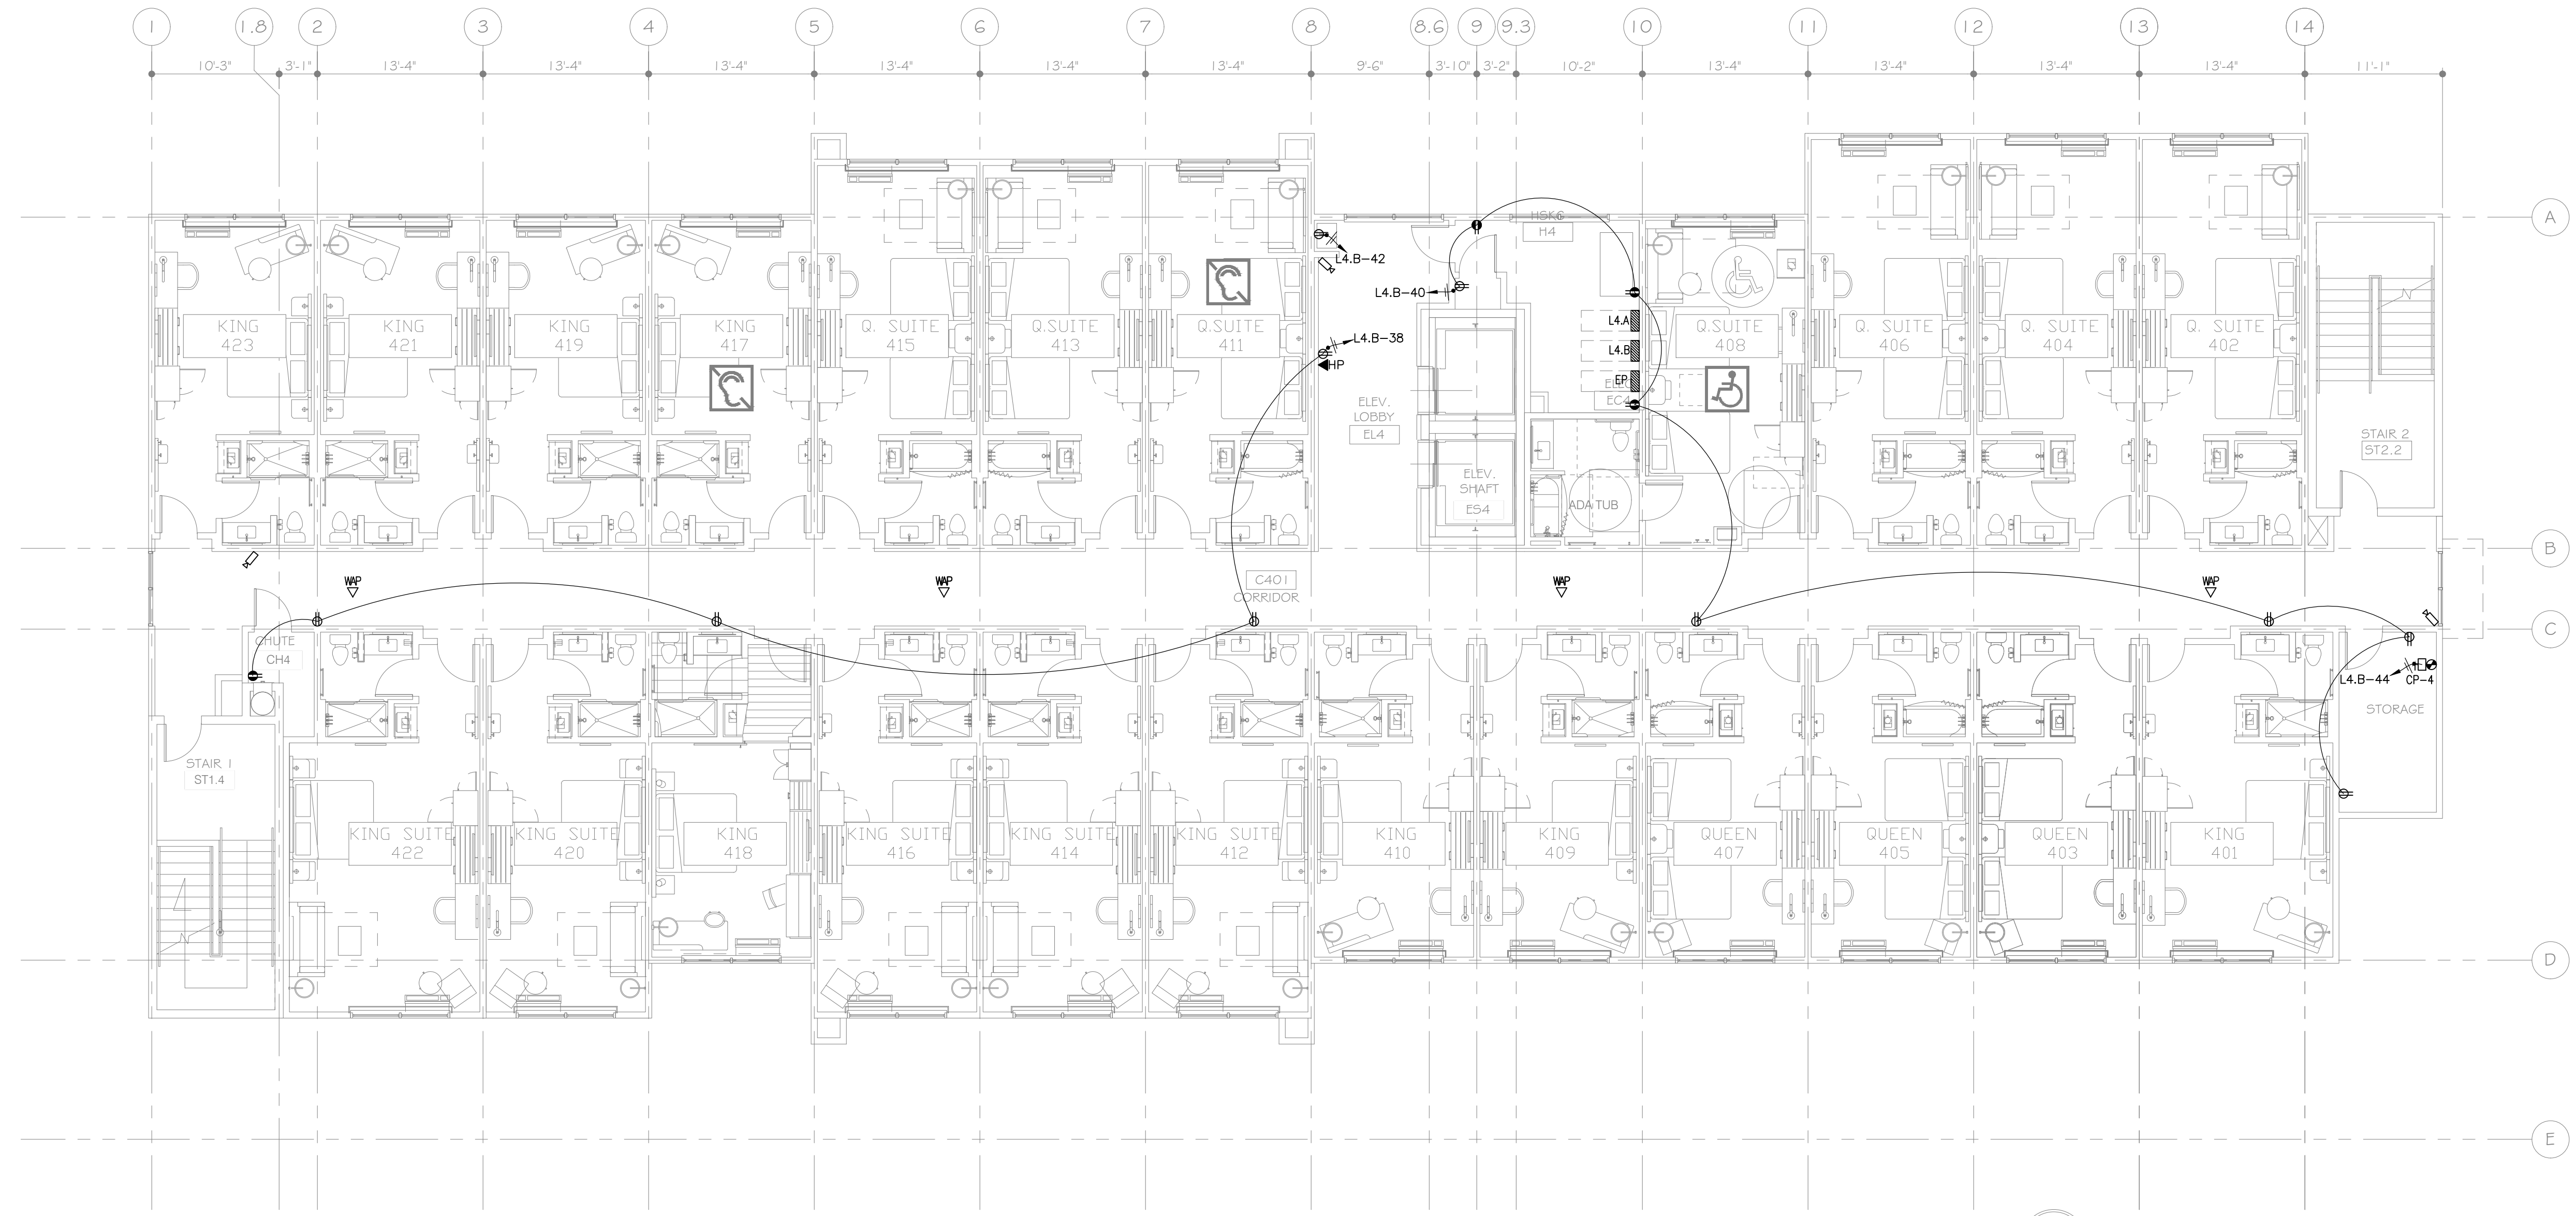 1 1.8 2 3 4 5 6 7 8 8.6 9 9.3 10 11 12 13 14
10'-3" 3'-1" 13'-4" 13'-4" 13'-4" 13'-4" 13'-4" 13'-4" 9'-6" 3'-10" 3'-2" 10'-2" 13'-4" 13'-4" 13'-4" 13'-4" 11'-1"
A
HSKG
H4
L4.B-42
L4.B-40
L4.A
L4.B-38
L4.B
HP
EP
ELEC
EC4
KING
423
KING
421
KING
419
KING
417
Q. SUITE
415
Q.SUITE
413
Q.SUITE
411
Q.SUITE
408
Q. SUITE
406
Q. SUITE
404
Q. SUITE
402
ELEV.
LOBBY
EL4
STAIR 2
ST2.2
ELEV.
SHAFT
ES4
ADA TUB
B
WAP
WAP
C401
CORRIDOR
WAP
WAP
C
CHUTE
CH4
L4.B-44
CP-4
STORAGE
STAIR 1
ST1.4
KING SUITE
422
KING SUITE
420
KING
418
KING SUITE
416
KING SUITE
414
KING SUITE
412
KING
410
KING
409
QUEEN
407
QUEEN
405
QUEEN
403
KING
401
D
E